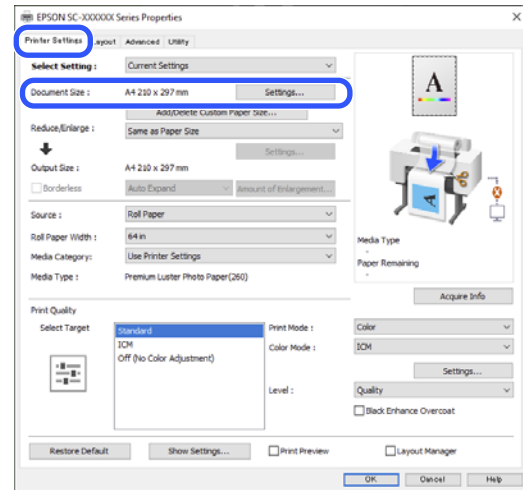 EPSON SC-XXXXXX Series Properties
Printer Settings Layout Advanced Utility
Select Setting : Current Settings
Document Size : A4 210 x 297 mm Settings...
Add/Delete Custom Paper Size...
Reduce/Enlarge : Same as Paper Size
Settings...
Output Size : A4 210 x 297 mm
Borderless Auto Expand Amount of Enlargement...
Source : Roll Paper
Roll Paper Width : 64 in
Media Category: Use Printer Settings
Media Type : Premium Luster Photo Paper(260)
A
Media Type
-
Paper Remaining
-
Acquire Info
Print Quality
Select Target
Standard
ICM
Off (No Color Adjustment)
Print Mode : Color
Color Mode : ICM
Settings...
Level : Quality
Black Enhance Overcoat
Restore Default Show Settings... Print Preview Layout Manager
OK Cancel Help